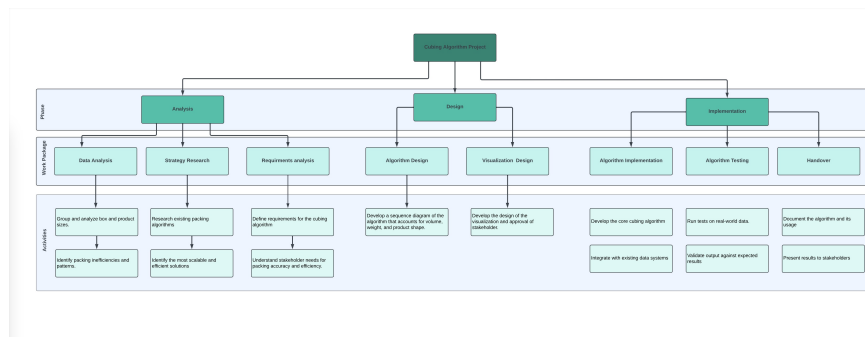 Cubing Algorithm Project
Phase
Analysis
Design
Implementation
Work Package
Data Analysis
Strategy Research
Requirments analysis
Algorithm Design
Visualization Design
Algorithm Implementation
Algorithm Testing
Handover
Activities
Group and analyze box and product
sizes.
Research existing packing
algorithms
Define requirements for the cubing
algorithm
Develop a sequence diagram of the
algorithm that accounts for volume,
weight, and product shape.
Develop the design of the
visualization and approval of
stakeholder.
Develop the core cubing algorithm
Run tests on real-world data.
Document the algorithm and its
usage
Identify packing inefficiencies and
patterns.
Identify the most scalable and
efficient solutions
Understand stakeholder needs for
packing accuracy and efficiency.
Integrate with existing data systems
Validate output against expected
results
Present results to stakeholders